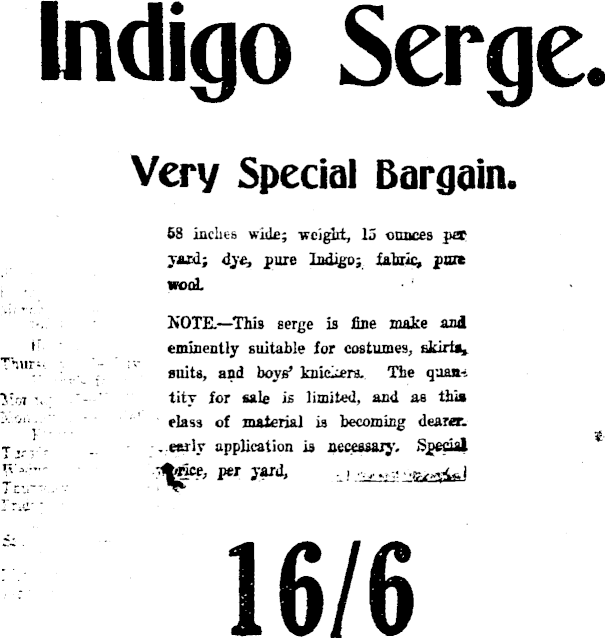 Indigo Serge.
Very Special Bargain.
58 inches wide; weight, 15 ounces per
yard; dye, pure Indigo; fabric, pure
wool.
NOTE.—This serge is fine make and
eminently suitable for costumes, skirts,
suits, and boys' knickers. The quan-
tity for sale is limited, and as this
class of material is becoming dearer
early application is necessary. Special
price, per yard,
16/6